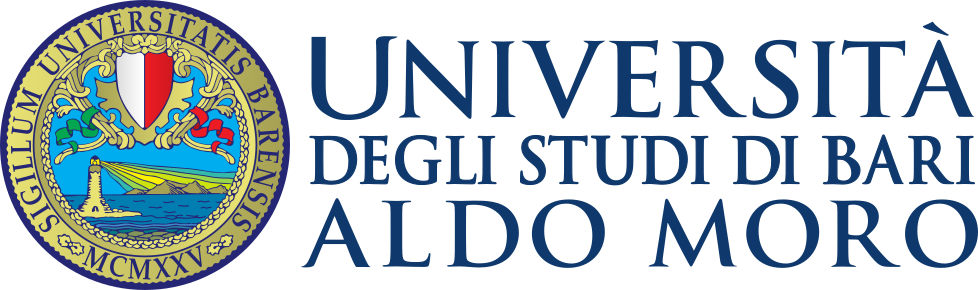 SIGILLUM UNIVERSITATIS BARENSIS
MCMXXV
UNIVERSITÀ
DEGLI STUDI DI BARI
ALDO MORO